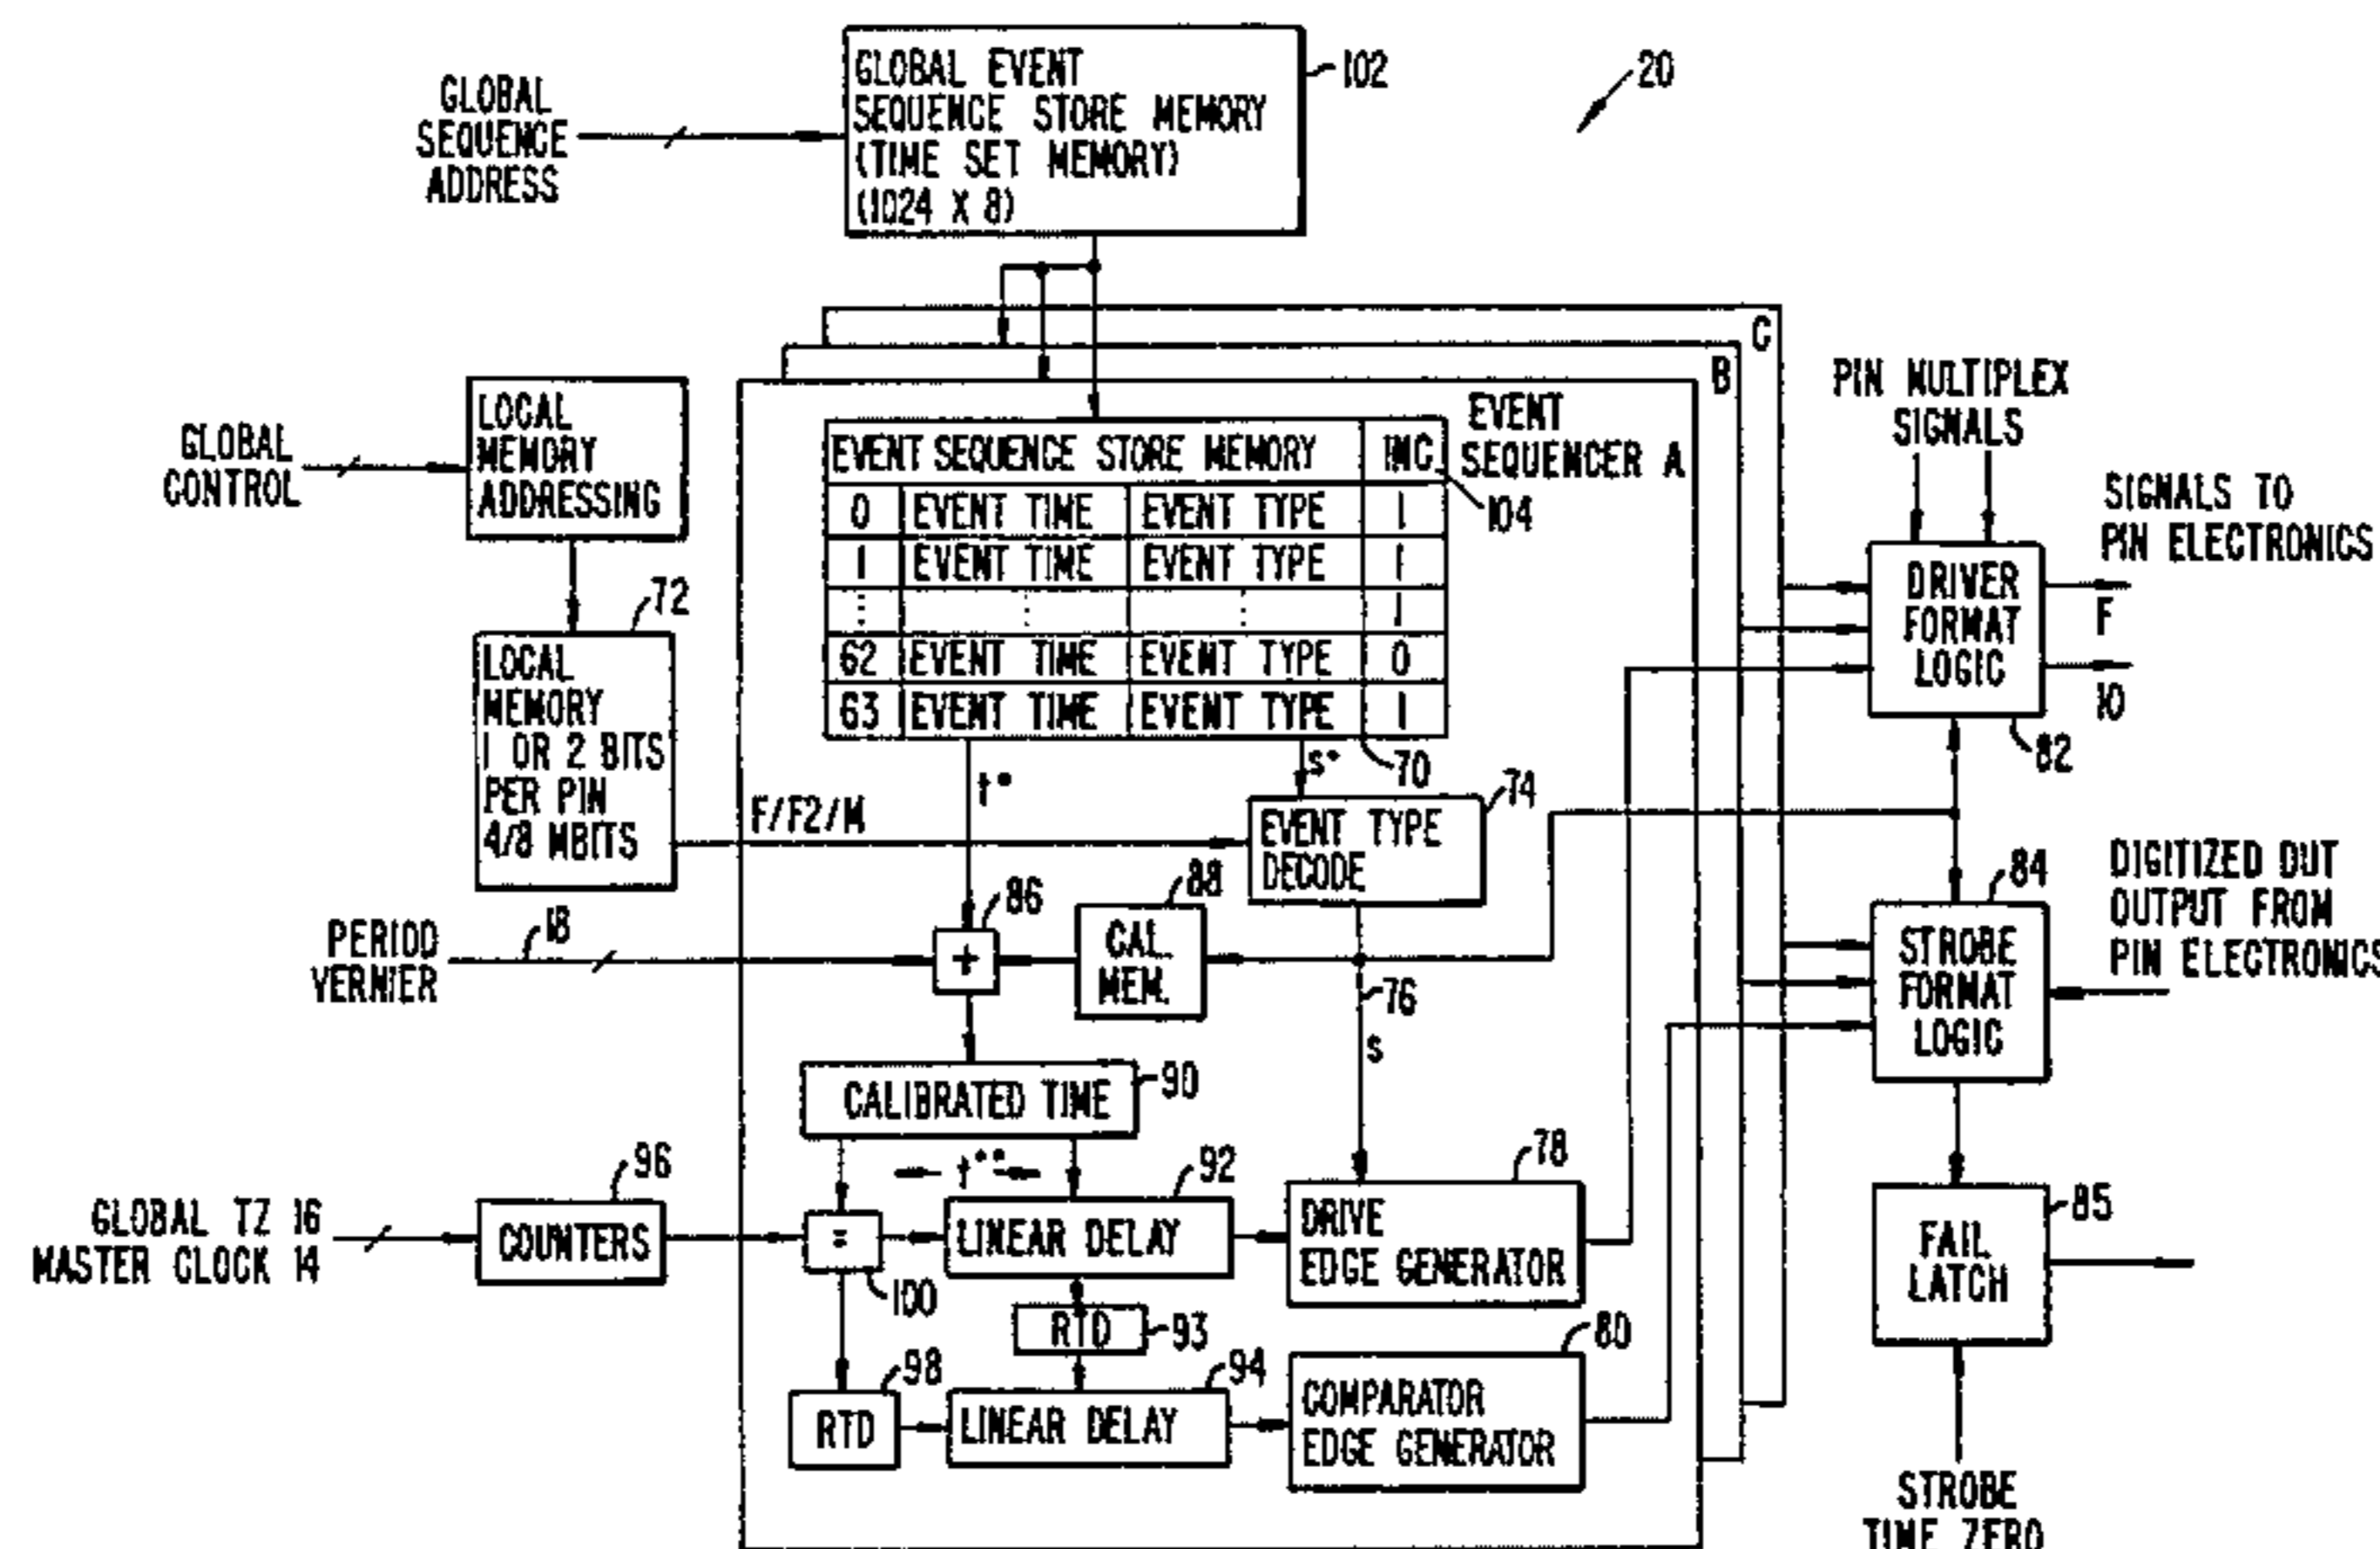 GLOBAL
SEQUENCE
ADDRESS
GLOBAL EVENT
SEQUENCE STORE MEMORY
(TIME SET MEMORY)
(1024 X 8)
102
20
C
B
GLOBAL
CONTROL
LOCAL
MEMORY
ADDRESSING
72
LOCAL
MEMORY
1 OR 2 BITS
PER PIN
4/8 MBITS
EVENT
SEQUENCER A
EVENT SEQUENCE STORE MEMORY INC
104
0 EVENT TIME EVENT TYPE 1
1 EVENT TIME EVENT TYPE 1
⋮ ⋮ ⋮ 1
62 EVENT TIME EVENT TYPE 0
63 EVENT TIME EVENT TYPE 1
70
t*
s*
74
F/F2/M
EVENT TYPE
DECODE
PIN MULTIPLEX
SIGNALS
SIGNALS TO
PIN ELECTRONICS
DRIVER
FORMAT
LOGIC
F
IO
82
PERIOD
VERNIER
18
86
+
88
CAL.
MEM.
76
s
84
STROBE
FORMAT
LOGIC
DIGITIZED DUT
OUTPUT FROM
PIN ELECTRONICS
CALIBRATED TIME
90
t**
GLOBAL TZ 16
MASTER CLOCK 14
96
COUNTERS
=
100
92
LINEAR DELAY
78
DRIVE
EDGE GENERATOR
85
FAIL
LATCH
RTD
93
98
RTD
94
LINEAR DELAY
80
COMPARATOR
EDGE GENERATOR
STROBE
TIME ZERO